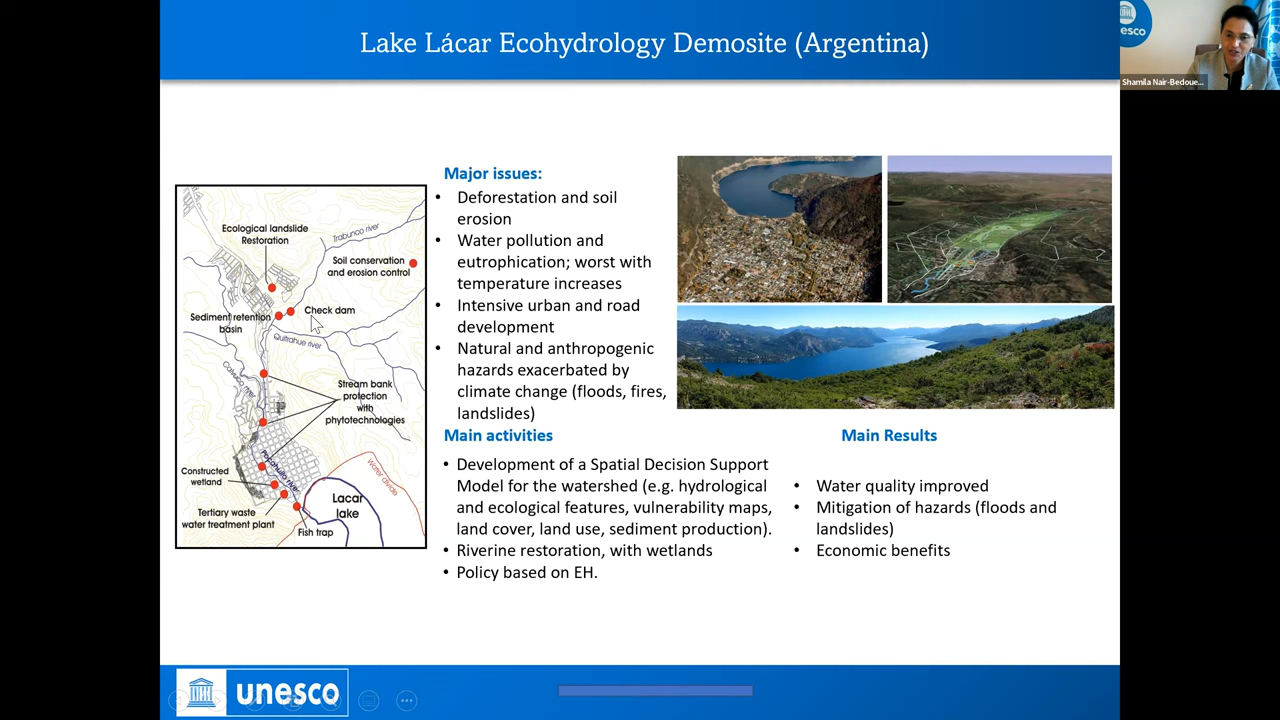 Lake Lácar Ecohydrology Demosite (Argentina)
esco
Shamila Nair-Bedoue...
Ecological landslide
Restoration
Trabunco river
Soil conservation
and erosion control
Sediment retention
basin
Check dam
Quitrahue river
Stream bank
protection
with
phytotechnologies
Constructed
wetland
Water divide
Lacar
lake
Tertiary waste
water treatment plant
Fish trap
Major issues:
• Deforestation and soil
erosion
• Water pollution and
eutrophication; worst with
temperature increases
• Intensive urban and road
development
• Natural and anthropogenic
hazards exacerbated by
climate change (floods, fires,
landslides)
Main activities
• Development of a Spatial Decision Support
Model for the watershed (e.g. hydrological
and ecological features, vulnerability maps,
land cover, land use, sediment production).
• Riverine restoration, with wetlands
• Policy based on EH.
Main Results
• Water quality improved
• Mitigation of hazards (floods and
landslides)
• Economic benefits
unesco